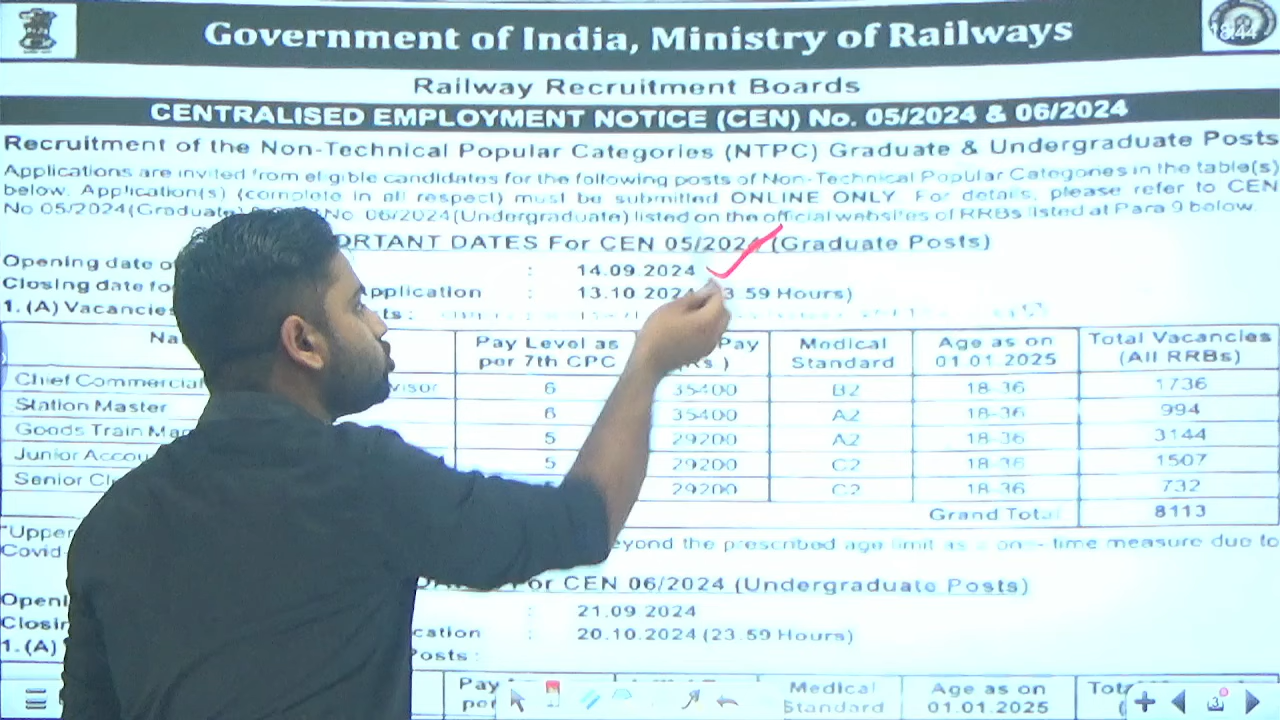 Government of India, Ministry of Railways
18:44
Railway Recruitment Boards
CENTRALISED EMPLOYMENT NOTICE (CEN) No. 05/2024 & 06/2024
Recruitment of the Non-Technical Popular Categories (NTPC) Graduate & Undergraduate Posts
Applications are invited from eligible candidates for the following posts of Non-Technical Popular Categories in the table(s)
below. Application(s) (complete in all respect) must be submitted ONLINE ONLY For details, please refer to CEN
No 05/2024(Graduate No 06/2024(Undergraduate) listed on the official websites of RRBs listed at Para 9 below.
ORTANT DATES For CEN 05/2024 (Graduate Posts)
Opening date o : 14.09.2024
Closing date fo Application : 13.10 2024 3 59 Hours)
1. (A) Vacancies ts :
Na Pay Level as per 7th CPC Pay Rs ) Medical Standard Age as on 01.01.2025 Total Vacancies (All RRBs)
Chief Commercial visor 6 35400 B2 18-36 1736
Station Master 6 35400 A2 18-36 994
Goods Train Ma 5 29200 A2 18-36 3144
Junior Accou 5 29200 C2 18-36 1507
Senior Cl 29200 C2 18-36 732
Grand Total 8113
*Upper eyond the prescribed age limit as a one - time measure due to
Covid-
For CEN 06/2024 (Undergraduate Posts)
Openi : 21.09 2024
Closin cation : 20.10.2024 (23.59 Hours)
1. (A) Posts :
Pay per Medical Standard Age as on 01.01.2025 Tot
3